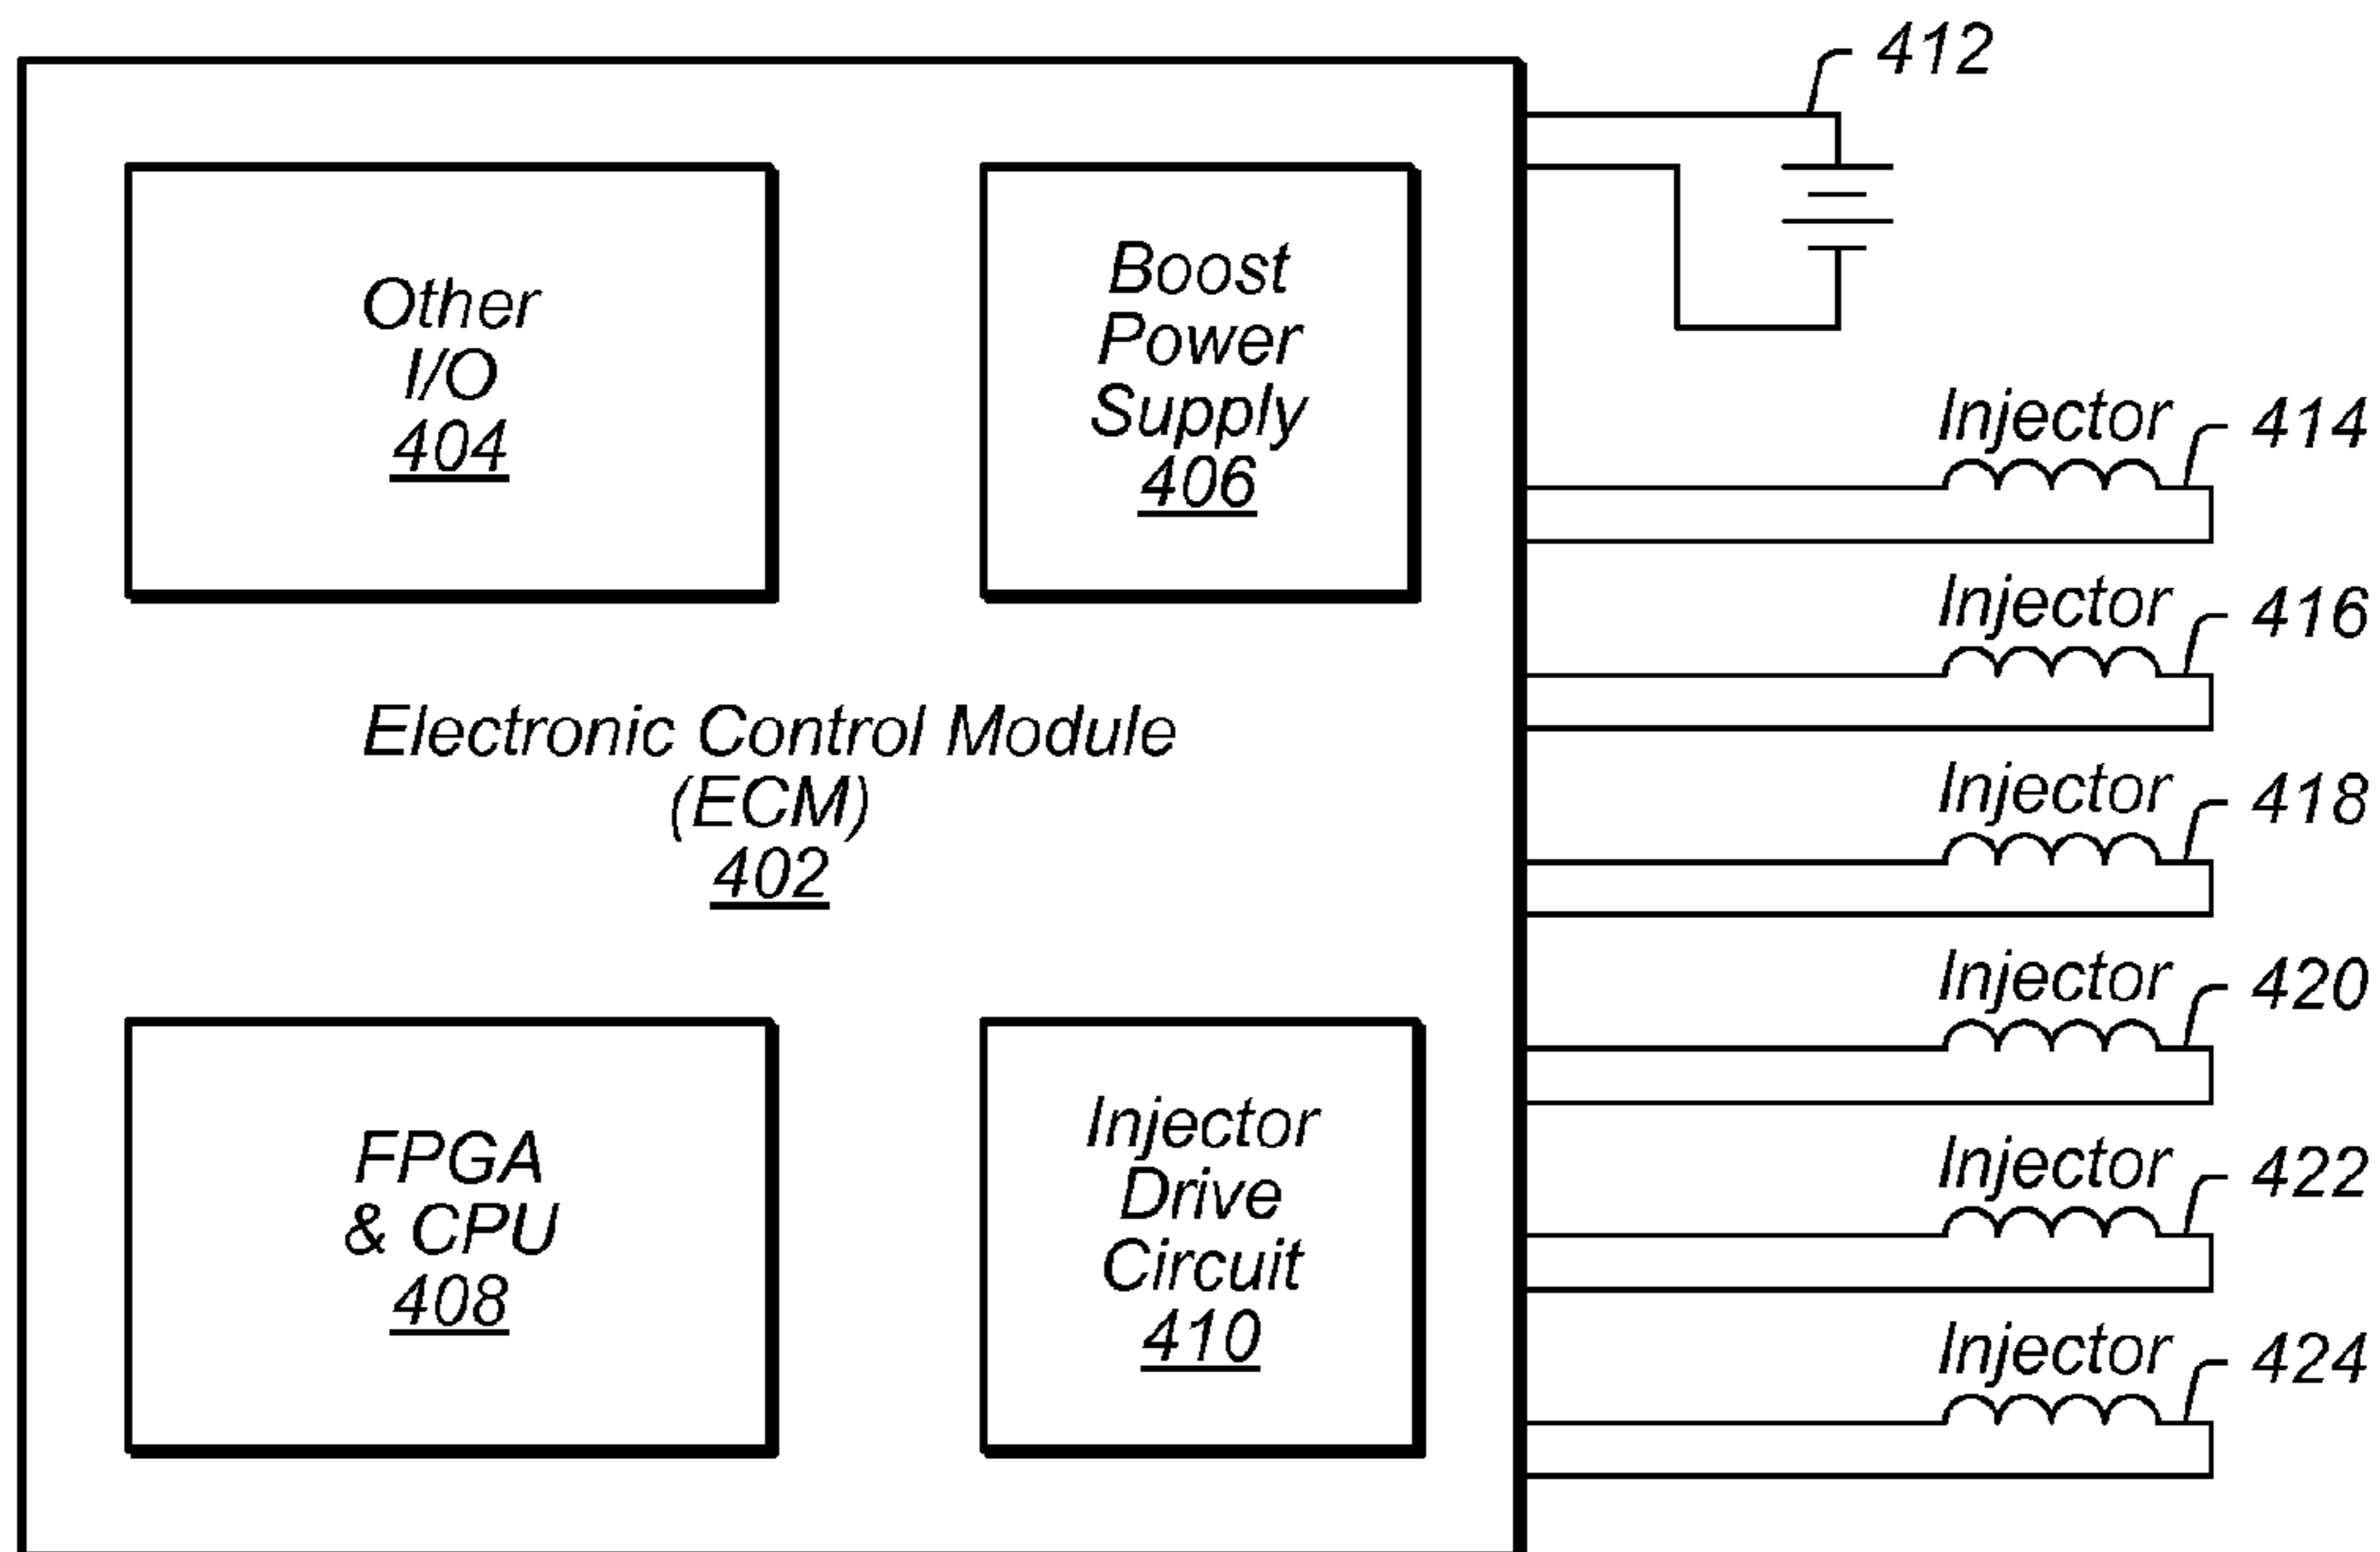 412
Other
I/O
404
Boost
Power
Supply
406
Injector
414
Injector
416
Electronic Control Module
(ECM)
402
Injector
418
Injector
420
FPGA
& CPU
408
Injector
Drive
Circuit
410
Injector
422
Injector
424